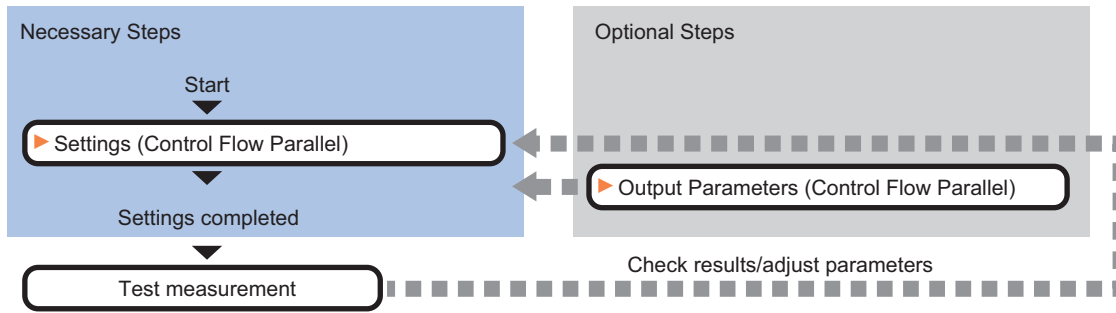 Necessary Steps
Optional Steps
Start
Settings (Control Flow Parallel)
Output Parameters (Control Flow Parallel)
Settings completed
Check results/adjust parameters
Test measurement